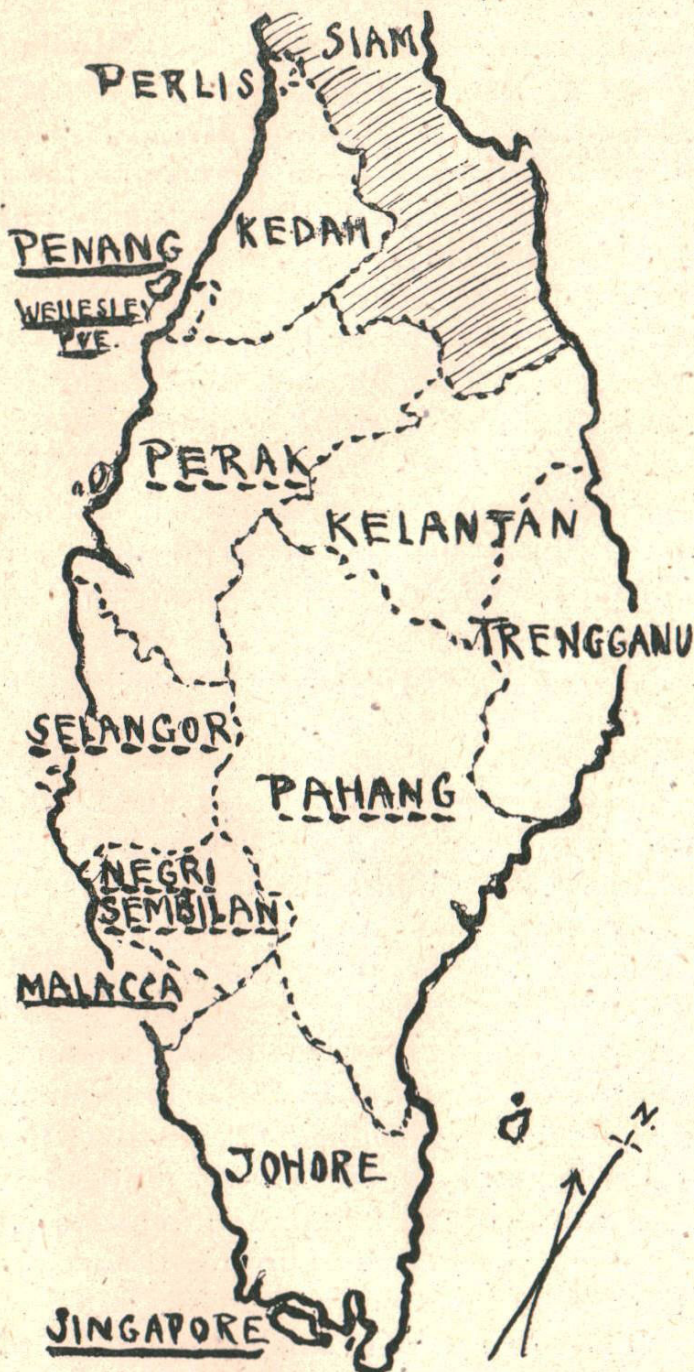 SIAM
PERLIS
KEDAH
PENANG
WELLESLEY
PVE.
PERAK
KELANTAN
TRENGGANU
SELANGOR
PAHANG
NEGRI
SEMBILAN
MALACCA
N.
JOHORE
SINGAPORE